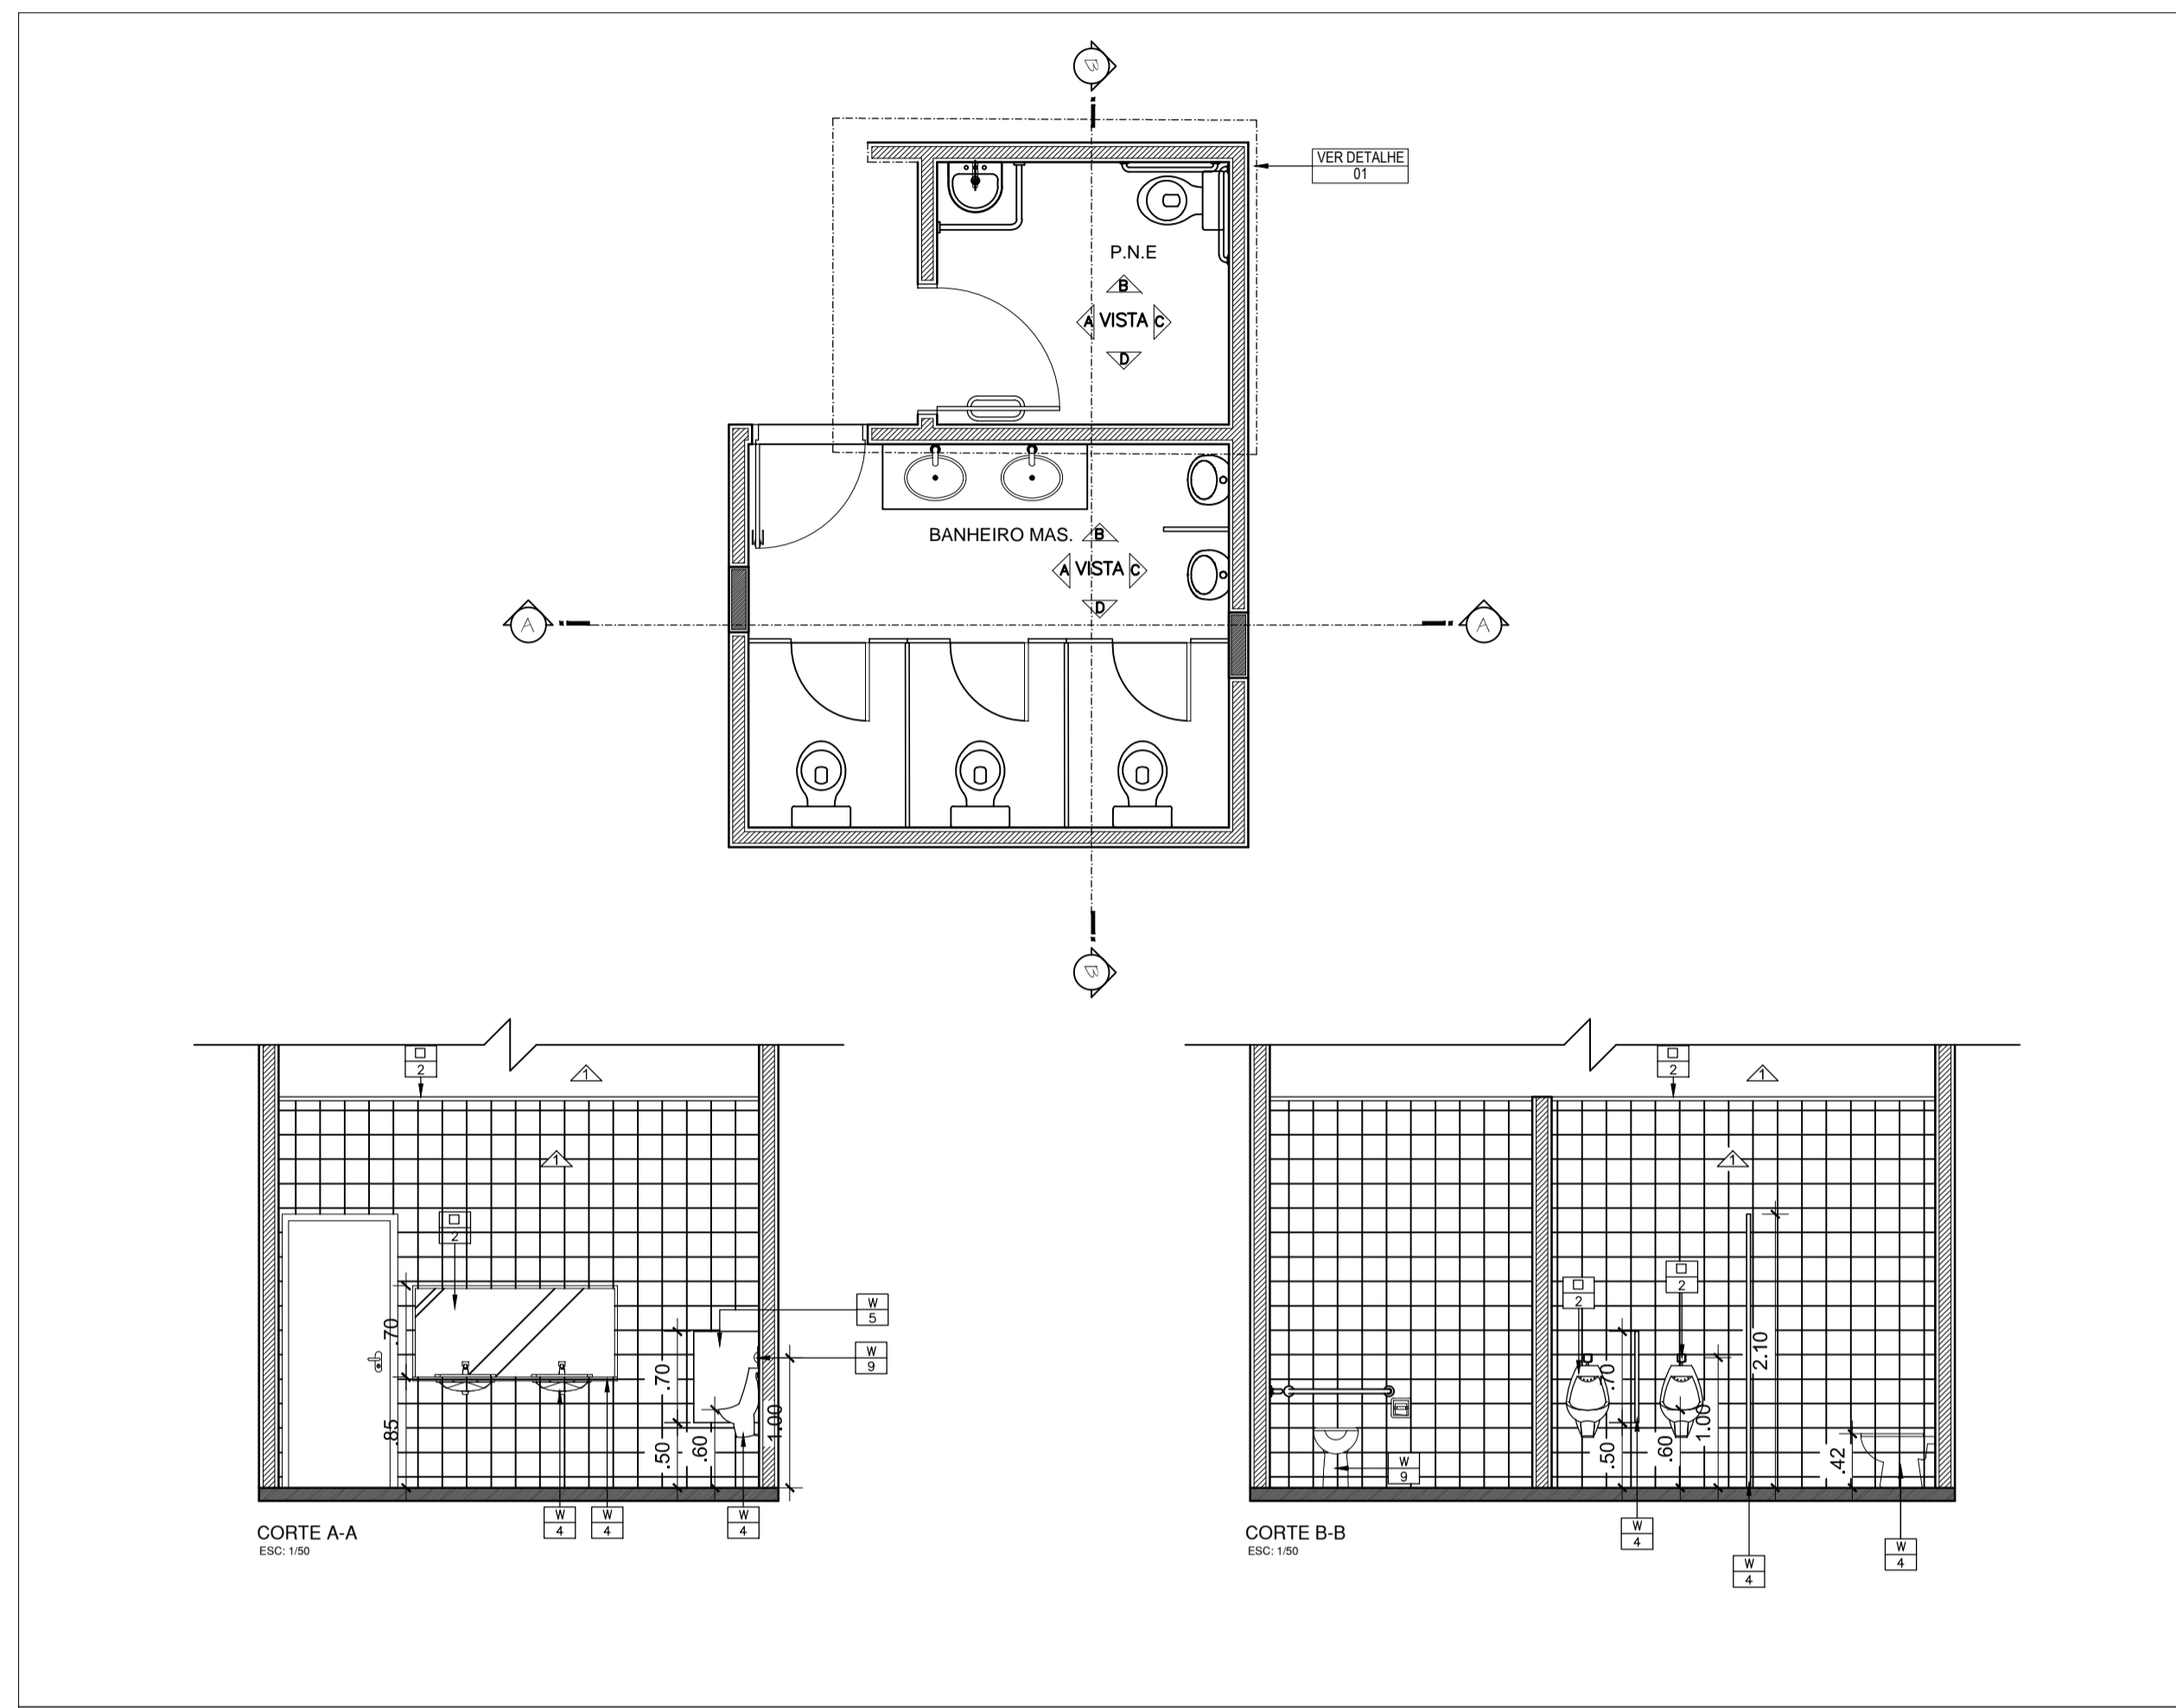 B
VER DETALHE
01
P.N.E
B
A VISTA C
D
BANHEIRO MAS.
B
A VISTA C
D
A
A
B
2
1
1
2
.70
.85
.70
.50
.60
1.00
W
5
W
9
W
4
W
4
W
4
CORTE A-A
ESC: 1/50
2
1
1
2
2
.70
.50
.60
1.00
2.10
.42
W
9
W
4
W
4
W
4
CORTE B-B
ESC: 1/50